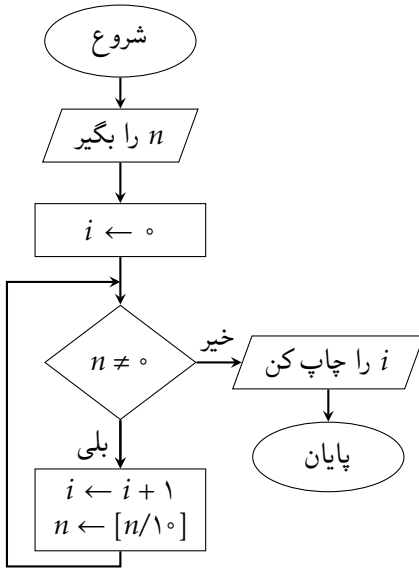 شروع
n را بگیر
i ← ۰
n ≠ ۰
خیر
i را چاپ کن
پایان
بلی
i ← i + ۱
n ← [n/۱۰]